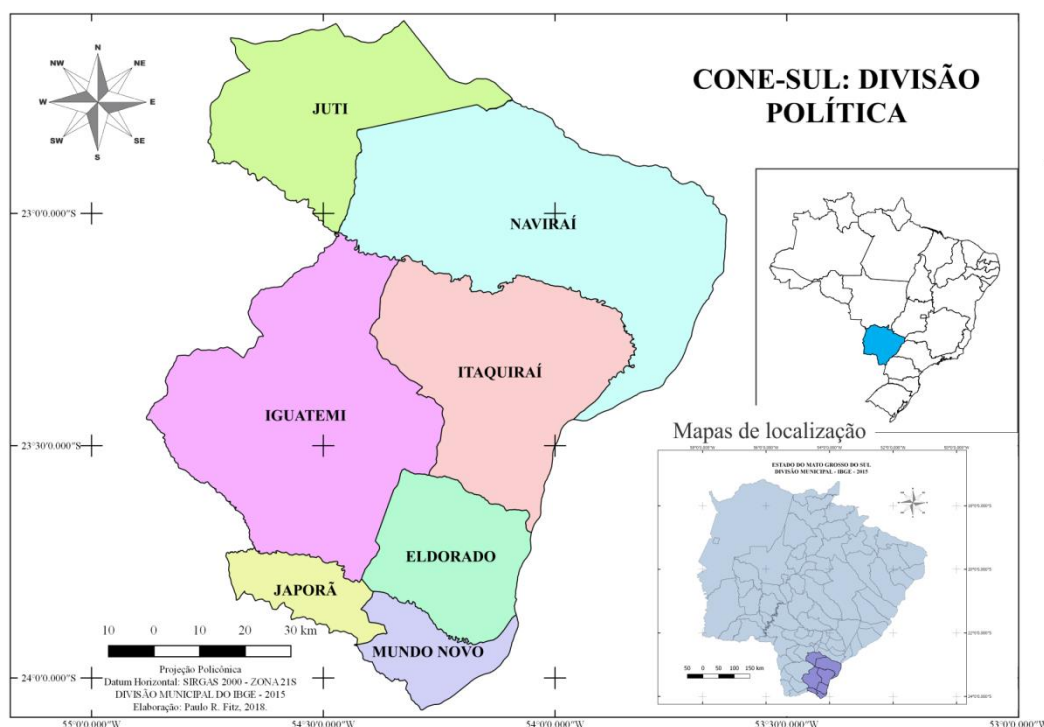 CONE-SUL: DIVISÃO
POLÍTICA
N
NW
NE
W
E
SW
SE
S
JUTI
NAVIRAÍ
ITAQUIRAÍ
IGUATEMI
ELDORADO
JAPORÃ
MUNDO NOVO
23°0'0.000"S
23°30'0.000"S
24°0'0.000"S
55°0'0.000"W
54°30'0.000"W
54°0'0.000"W
53°30'0.000"W
53°0'0.000"W
10 0 10 20 30 km
Projeção Policônica
Datum Horizontal: SIRGAS 2000 - ZONA 21S
DIVISÃO MUNICIPAL DO IBGE - 2015
Elaboração: Paulo R. Fitz, 2018.
Mapas de localização
ESTADO DO MATO GROSSO DO SUL
DIVISÃO MUNICIPAL - IBGE - 2015
50 0 50 100 150 km